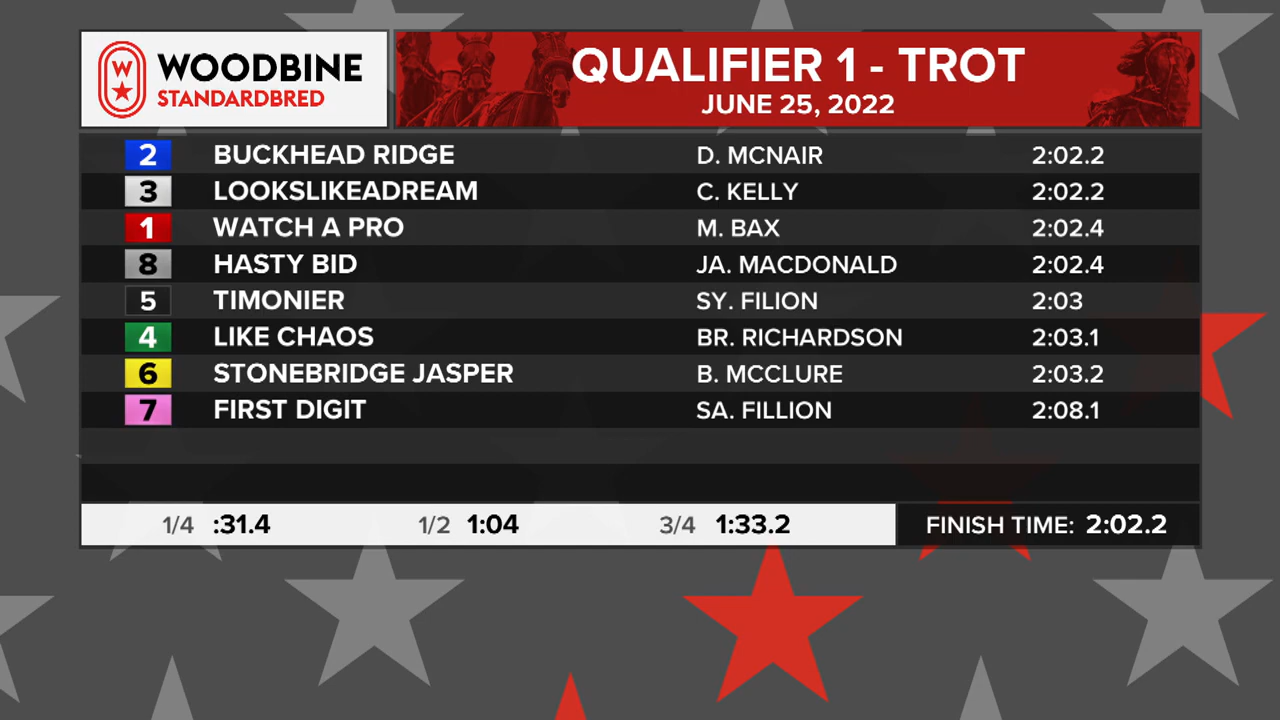 W
WOODBINE
STANDARDBRED
QUALIFIER 1 - TROT
JUNE 25, 2022
2 BUCKHEAD RIDGE D. MCNAIR 2:02.2
3 LOOKSLIKEADREAM C. KELLY 2:02.2
1 WATCH A PRO M. BAX 2:02.4
8 HASTY BID JA. MACDONALD 2:02.4
5 TIMONIER SY. FILION 2:03
4 LIKE CHAOS BR. RICHARDSON 2:03.1
6 STONEBRIDGE JASPER B. MCCLURE 2:03.2
7 FIRST DIGIT SA. FILLION 2:08.1
1/4 :31.4 1/2 1:04 3/4 1:33.2 FINISH TIME: 2:02.2